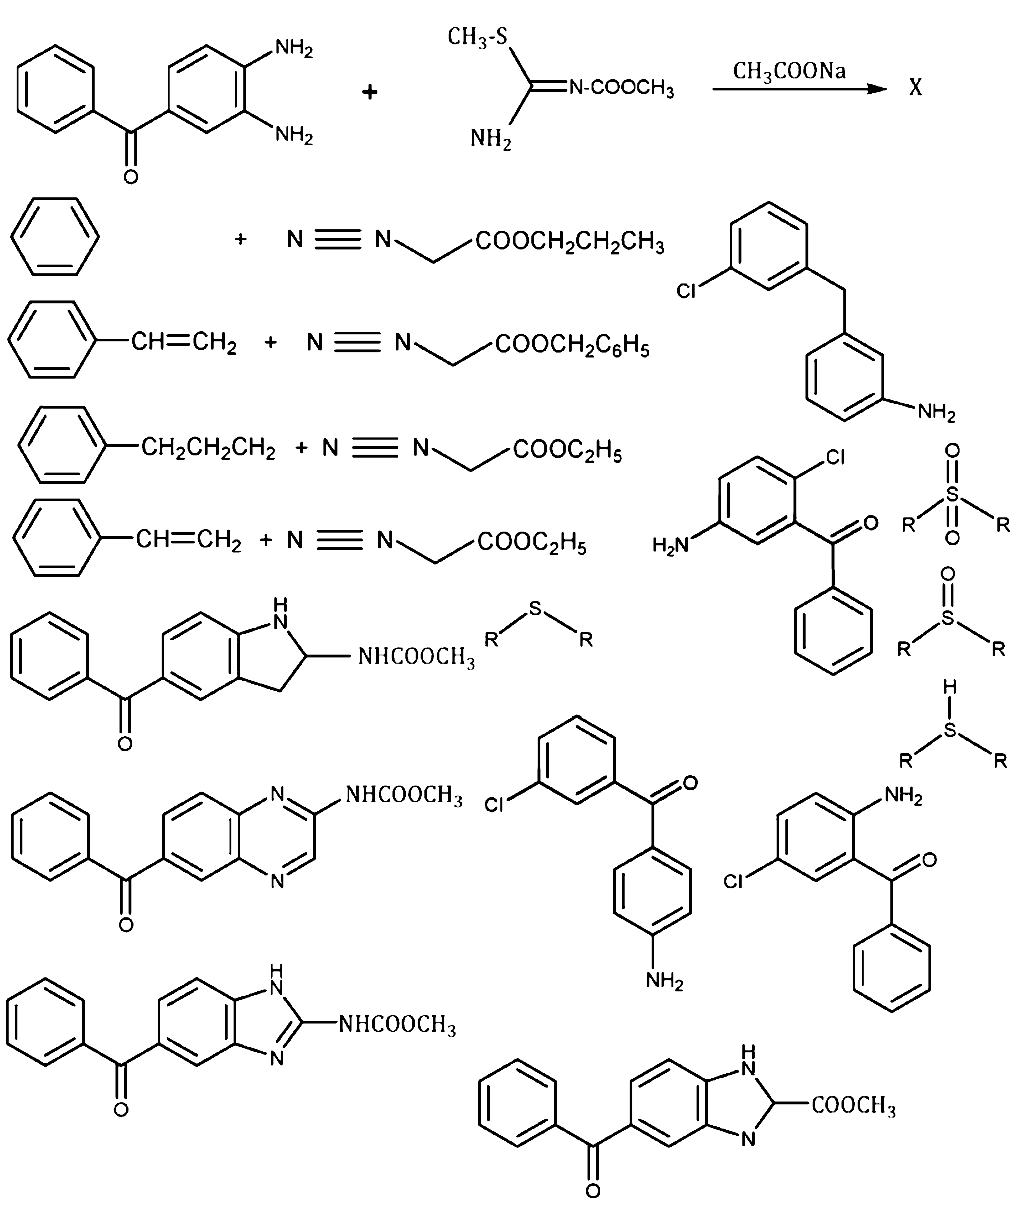 CH₃-S
NH₂
CH₃COONa
+
N-COOCH₃
X
NH₂
NH₂
O
+ N N COOCH₂CH₂CH₃
Cl
NH₂
CH=CH₂ + N N COOCH₂C₆H₅
CH₂CH₂CH₂ + N N COOC₂H₅
Cl
O
H₂N
O
R S R
O
CH=CH₂ + N N COOC₂H₅
O
R S R
H
N
NHCOOCH₃
O
R S R
H
R S R
Cl
O
NH₂
N
N
NHCOOCH₃
O
NH₂
Cl
O
H
N
N
NHCOOCH₃
O
H
N
N
COOCH₃
O